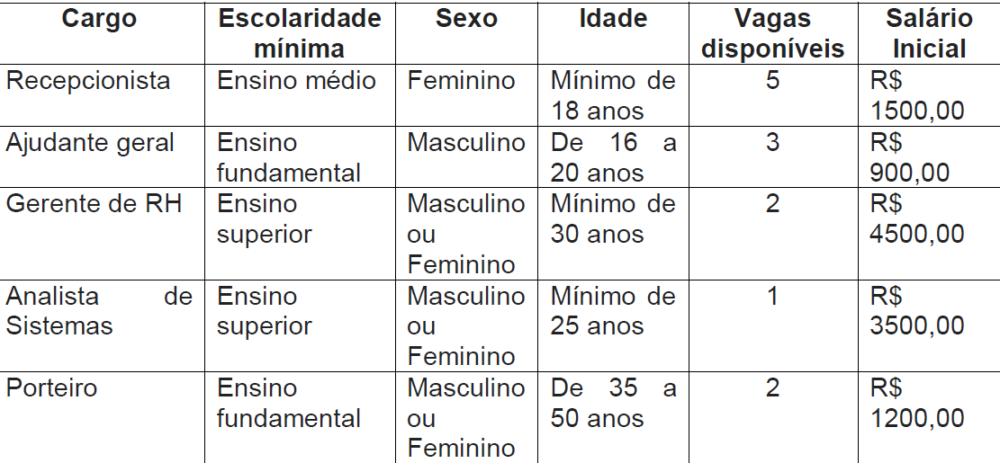 Cargo
Escolaridade
mínima
Sexo
Idade
Vagas
disponíveis
Salário
Inicial
Recepcionista
Ensino médio
Feminino
Mínimo de
18 anos
5
R$
1500,00
Ajudante geral
Ensino
fundamental
Masculino
De 16 a
20 anos
3
R$
900,00
Gerente de RH
Ensino
superior
Masculino
ou
Feminino
Mínimo de
30 anos
2
R$
4500,00
Analista de
Sistemas
Ensino
superior
Masculino
ou
Feminino
Mínimo de
25 anos
1
R$
3500,00
Porteiro
Ensino
fundamental
Masculino
ou
Feminino
De 35 a
50 anos
2
R$
1200,00